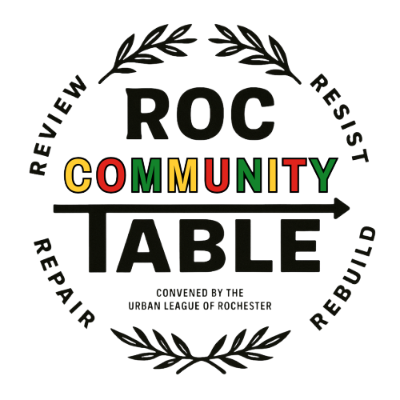 REVIEW
RESIST
ROC
COMMUNITY
TABLE
REPAIR
REBUILD
CONVENED BY THE
URBAN LEAGUE OF ROCHESTER